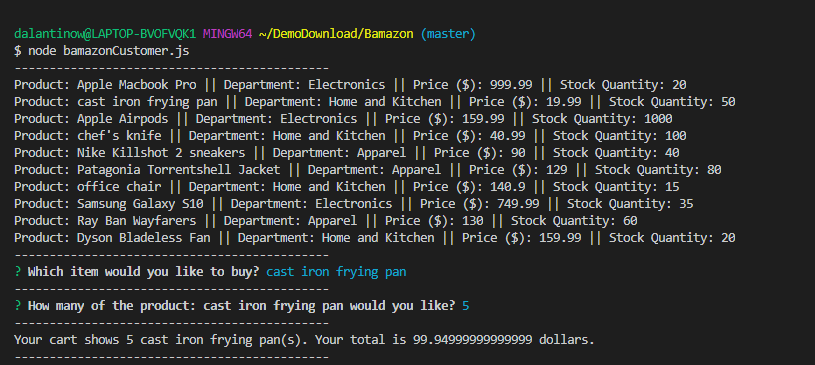 dalantinow@LAPTOP-BVOFVQK1 MINGW64 ~/DemoDownload/Bamazon (master)
$ node bamazonCustomer.js
---------------------------------------------
Product: Apple Macbook Pro || Department: Electronics || Price ($): 999.99 || Stock Quantity: 20
Product: cast iron frying pan || Department: Home and Kitchen || Price ($): 19.99 || Stock Quantity: 50
Product: Apple Airpods || Department: Electronics || Price ($): 159.99 || Stock Quantity: 1000
Product: chef's knife || Department: Home and Kitchen || Price ($): 40.99 || Stock Quantity: 100
Product: Nike Killshot 2 sneakers || Department: Apparel || Price ($): 90 || Stock Quantity: 40
Product: Patagonia Torrentshell Jacket || Department: Apparel || Price ($): 129 || Stock Quantity: 80
Product: office chair || Department: Home and Kitchen || Price ($): 140.9 || Stock Quantity: 15
Product: Samsung Galaxy S10 || Department: Electronics || Price ($): 749.99 || Stock Quantity: 35
Product: Ray Ban Wayfarers || Department: Apparel || Price ($): 130 || Stock Quantity: 60
Product: Dyson Bladeless Fan || Department: Home and Kitchen || Price ($): 159.99 || Stock Quantity: 20
---------------------------------------------
? Which item would you like to buy? cast iron frying pan
---------------------------------------------
? How many of the product: cast iron frying pan would you like? 5
---------------------------------------------
Your cart shows 5 cast iron frying pan(s). Your total is 99.94999999999999 dollars.
---------------------------------------------